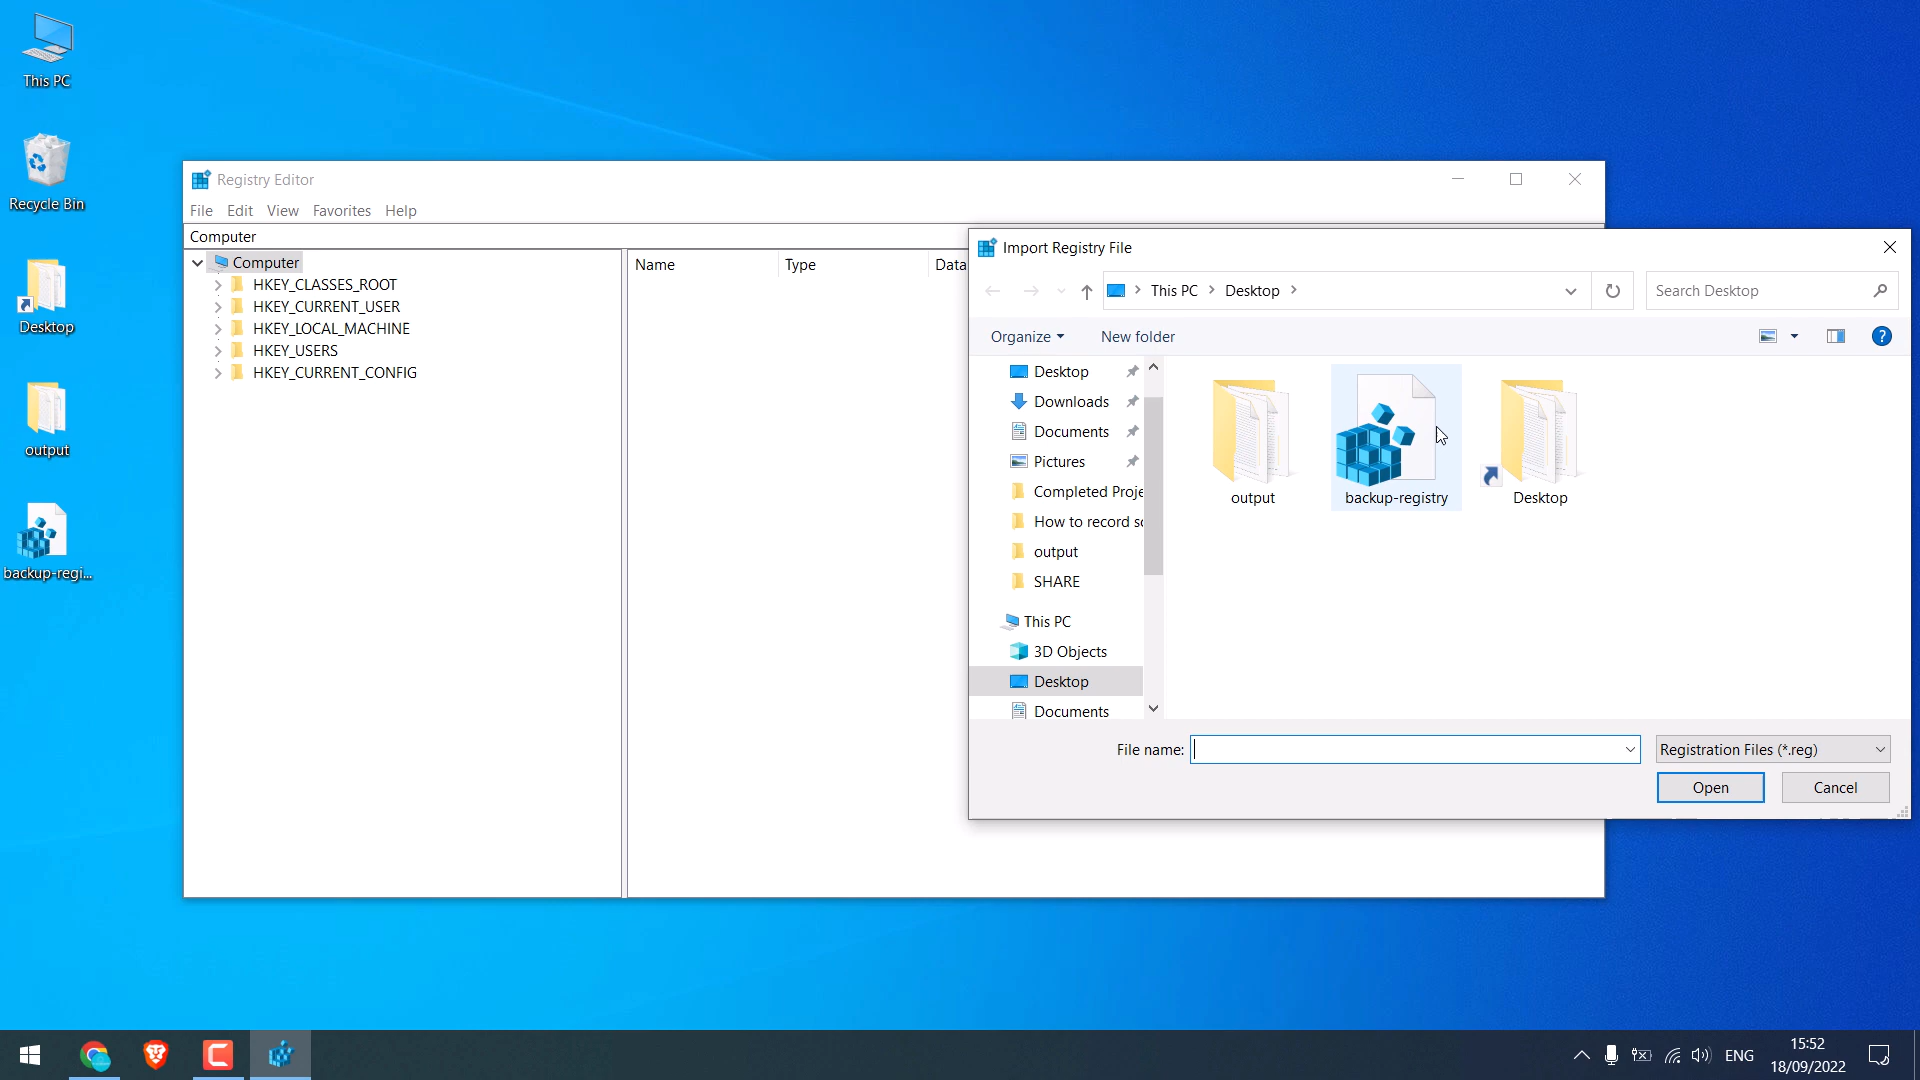 This PC
Recycle Bin
Desktop
output
backup-regi...
Registry Editor
File Edit View Favorites Help
Computer
Computer
HKEY_CLASSES_ROOT
HKEY_CURRENT_USER
HKEY_LOCAL_MACHINE
HKEY_USERS
HKEY_CURRENT_CONFIG
Name Type Data
Import Registry File
This PC Desktop
Search Desktop
Organize New folder
Desktop
Downloads
Documents
Pictures
Completed Proje
How to record sc
output
SHARE
This PC
3D Objects
Desktop
Documents
output
backup-registry
Desktop
File name:
Registration Files (*.reg)
Open Cancel
ENG
15:52
18/09/2022